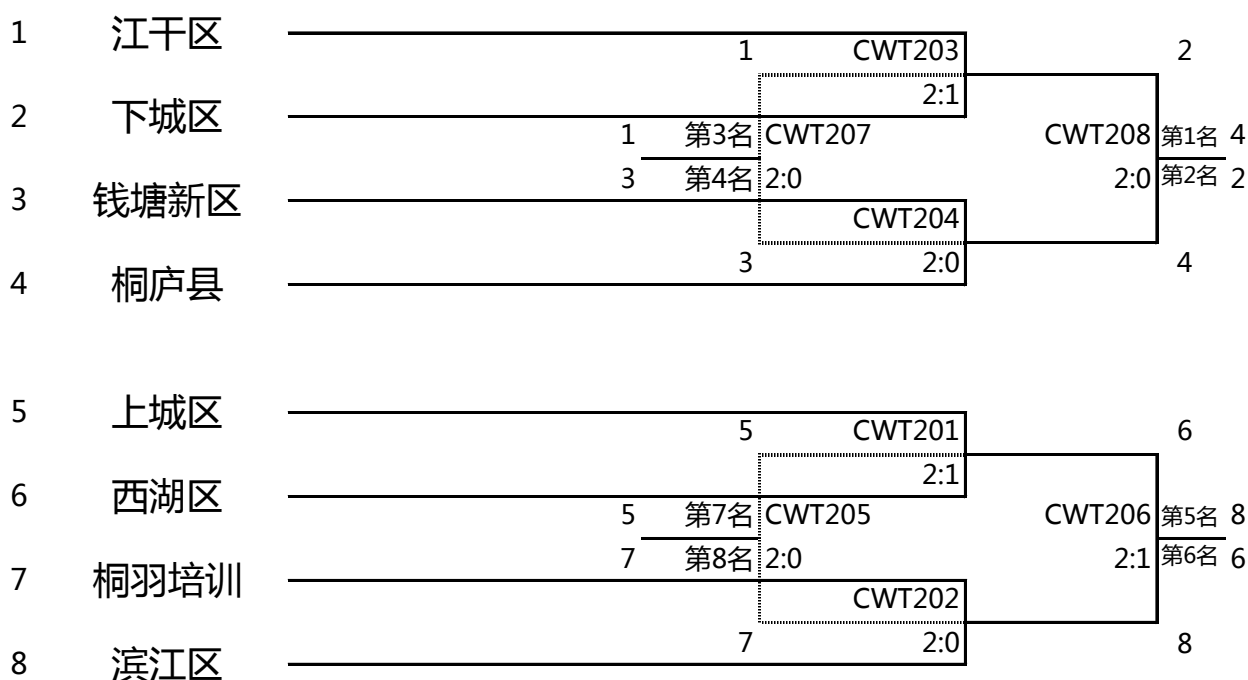 1 江干区
1 CWT203 2
2:1
2 下城区
1 第3名 CWT207 CWT208 第1名 4
3 第4名 2:0 2:0 第2名 2
3 钱塘新区
CWT204
3 2:0 4
4 桐庐县
5 上城区
5 CWT201 6
2:1
6 西湖区
5 第7名 CWT205 CWT206 第5名 8
7 第8名 2:0 2:1 第6名 6
7 桐羽培训
CWT202
7 2:0 8
8 滨江区